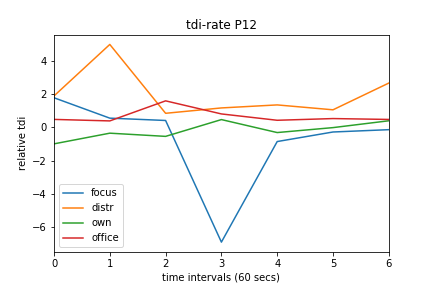 tdi-rate P12
relative tdi
4
2
0
−2
−4
−6
focus
distr
own
office
0 1 2 3 4 5 6
time intervals (60 secs)